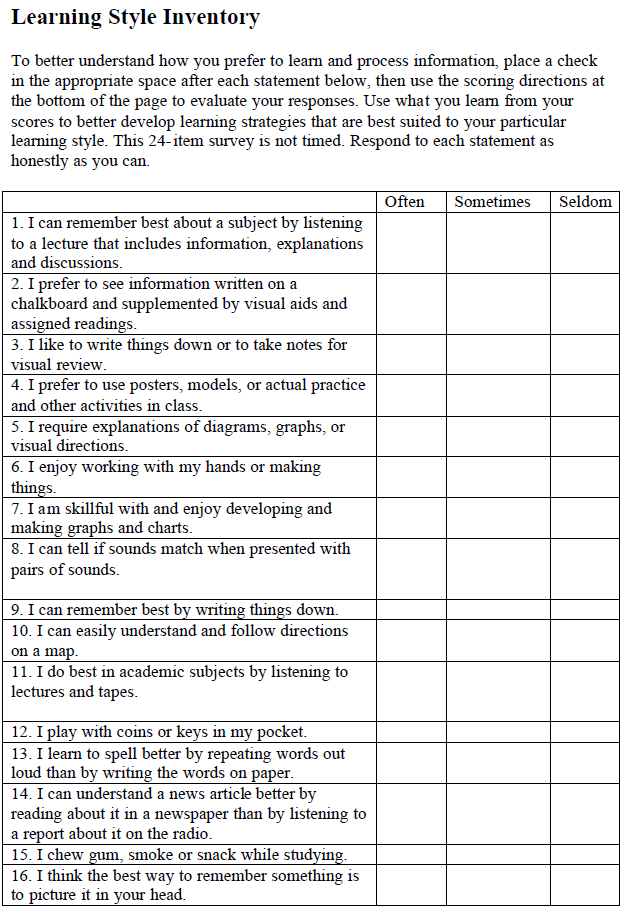 Learning Style Inventory
To better understand how you prefer to learn and process information, place a check
in the appropriate space after each statement below, then use the scoring directions at
the bottom of the page to evaluate your responses. Use what you learn from your
scores to better develop learning strategies that are best suited to your particular
learning style. This 24-item survey is not timed. Respond to each statement as
honestly as you can.
Often Sometimes Seldom
1. I can remember best about a subject by listening
to a lecture that includes information, explanations
and discussions.
2. I prefer to see information written on a
chalkboard and supplemented by visual aids and
assigned readings.
3. I like to write things down or to take notes for
visual review.
4. I prefer to use posters, models, or actual practice
and other activities in class.
5. I require explanations of diagrams, graphs, or
visual directions.
6. I enjoy working with my hands or making
things.
7. I am skillful with and enjoy developing and
making graphs and charts.
8. I can tell if sounds match when presented with
pairs of sounds.
9. I can remember best by writing things down.
10. I can easily understand and follow directions
on a map.
11. I do best in academic subjects by listening to
lectures and tapes.
12. I play with coins or keys in my pocket.
13. I learn to spell better by repeating words out
loud than by writing the words on paper.
14. I can understand a news article better by
reading about it in a newspaper than by listening to
a report about it on the radio.
15. I chew gum, smoke or snack while studying.
16. I think the best way to remember something is
to picture it in your head.